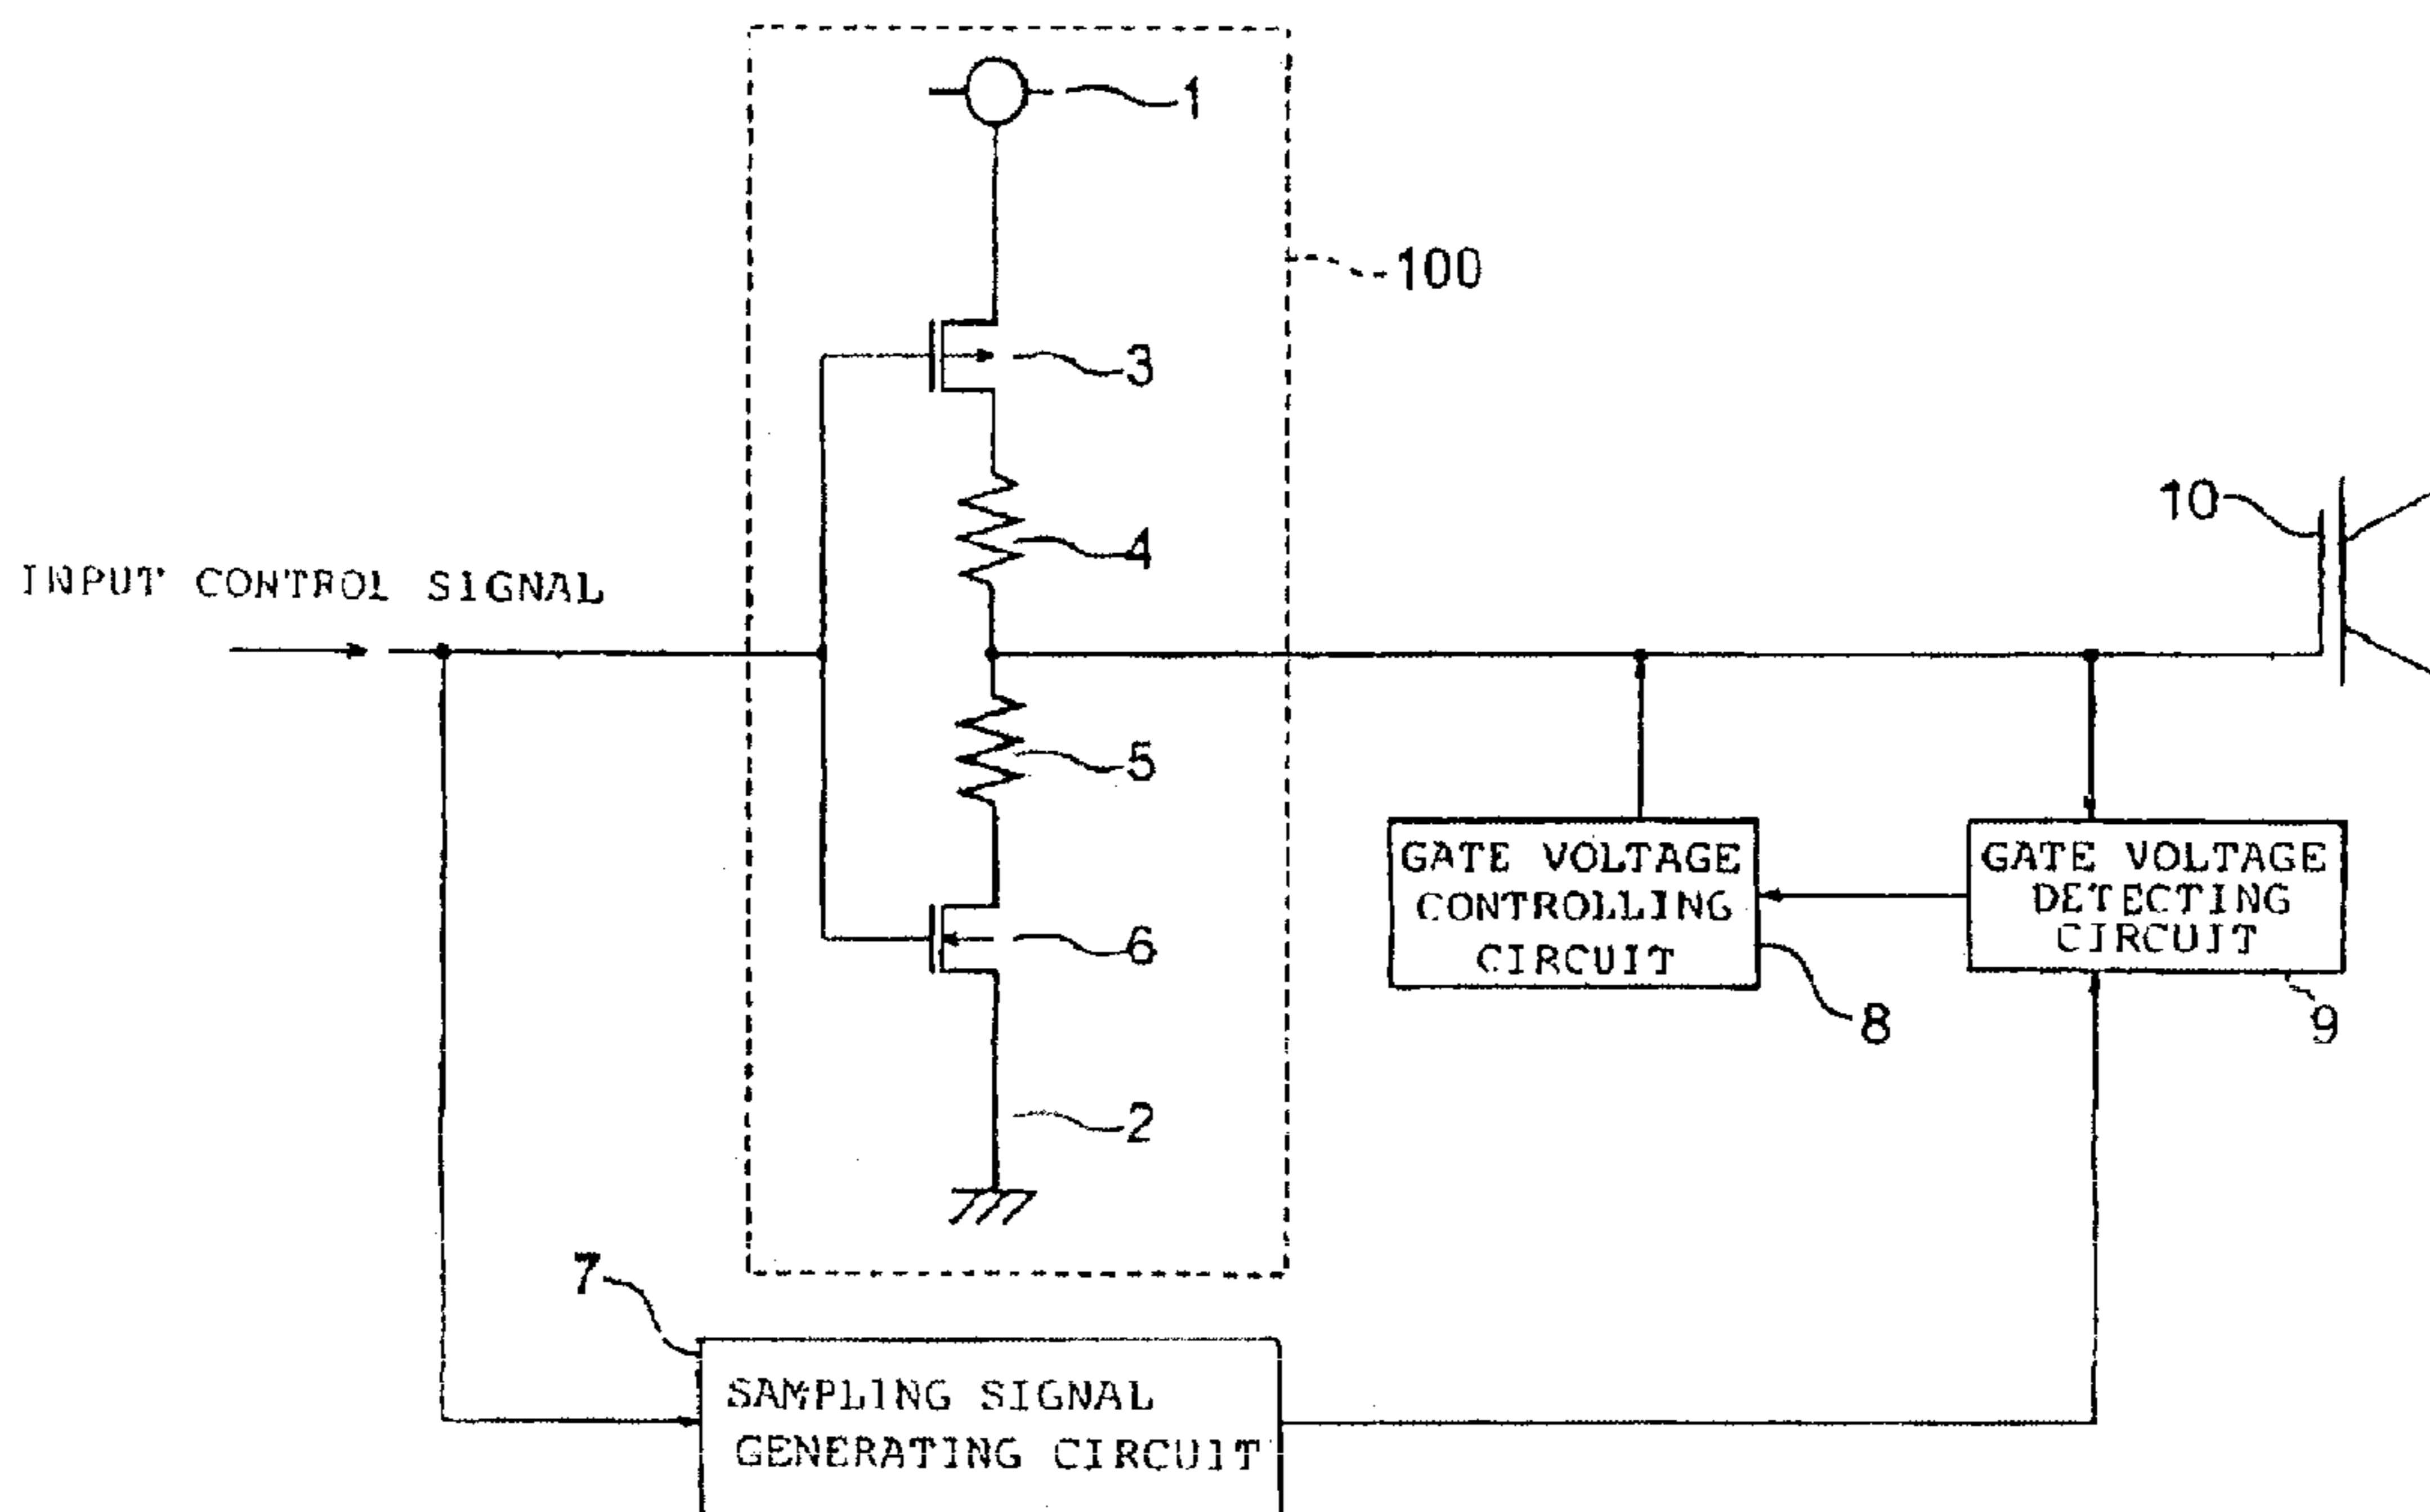 1
100
3
4
10
INPUT CONTROL SIGNAL
5
GATE VOLTAGE
CONTROLLING
CIRCUIT
GATE VOLTAGE
DETECTING
CIRCUIT
6
8
9
2
7
SAMPLING SIGNAL
GENERATING CIRCUIT